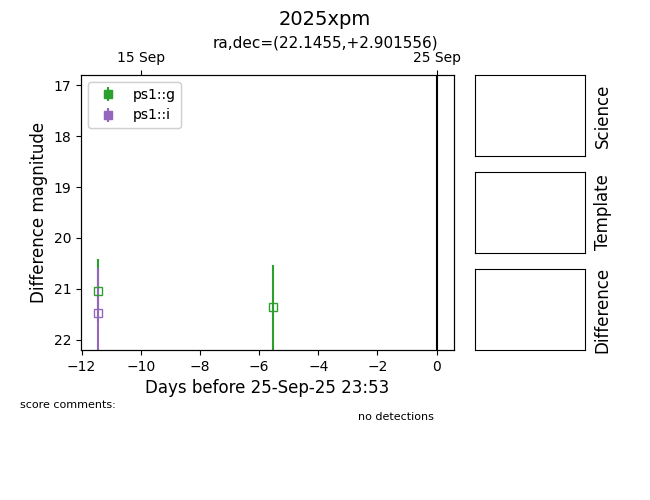 2025xpm
ra,dec=(22.1455,+2.901556)
15 Sep
25 Sep
ps1::g
ps1::i
17
18
19
20
21
22
Difference magnitude
−12
−10
−8
−6
−4
−2
0
Days before 25-Sep-25 23:53
Science
Template
Difference
score comments:
no detections